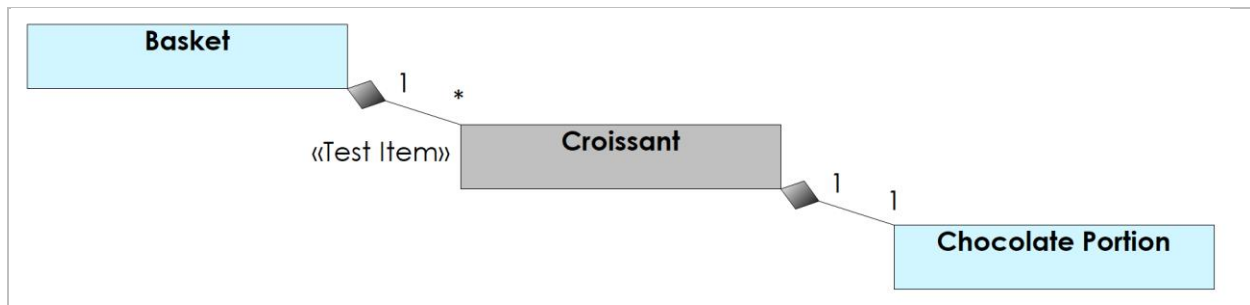 Basket
1
*
«Test Item»
Croissant
1
1
Chocolate Portion